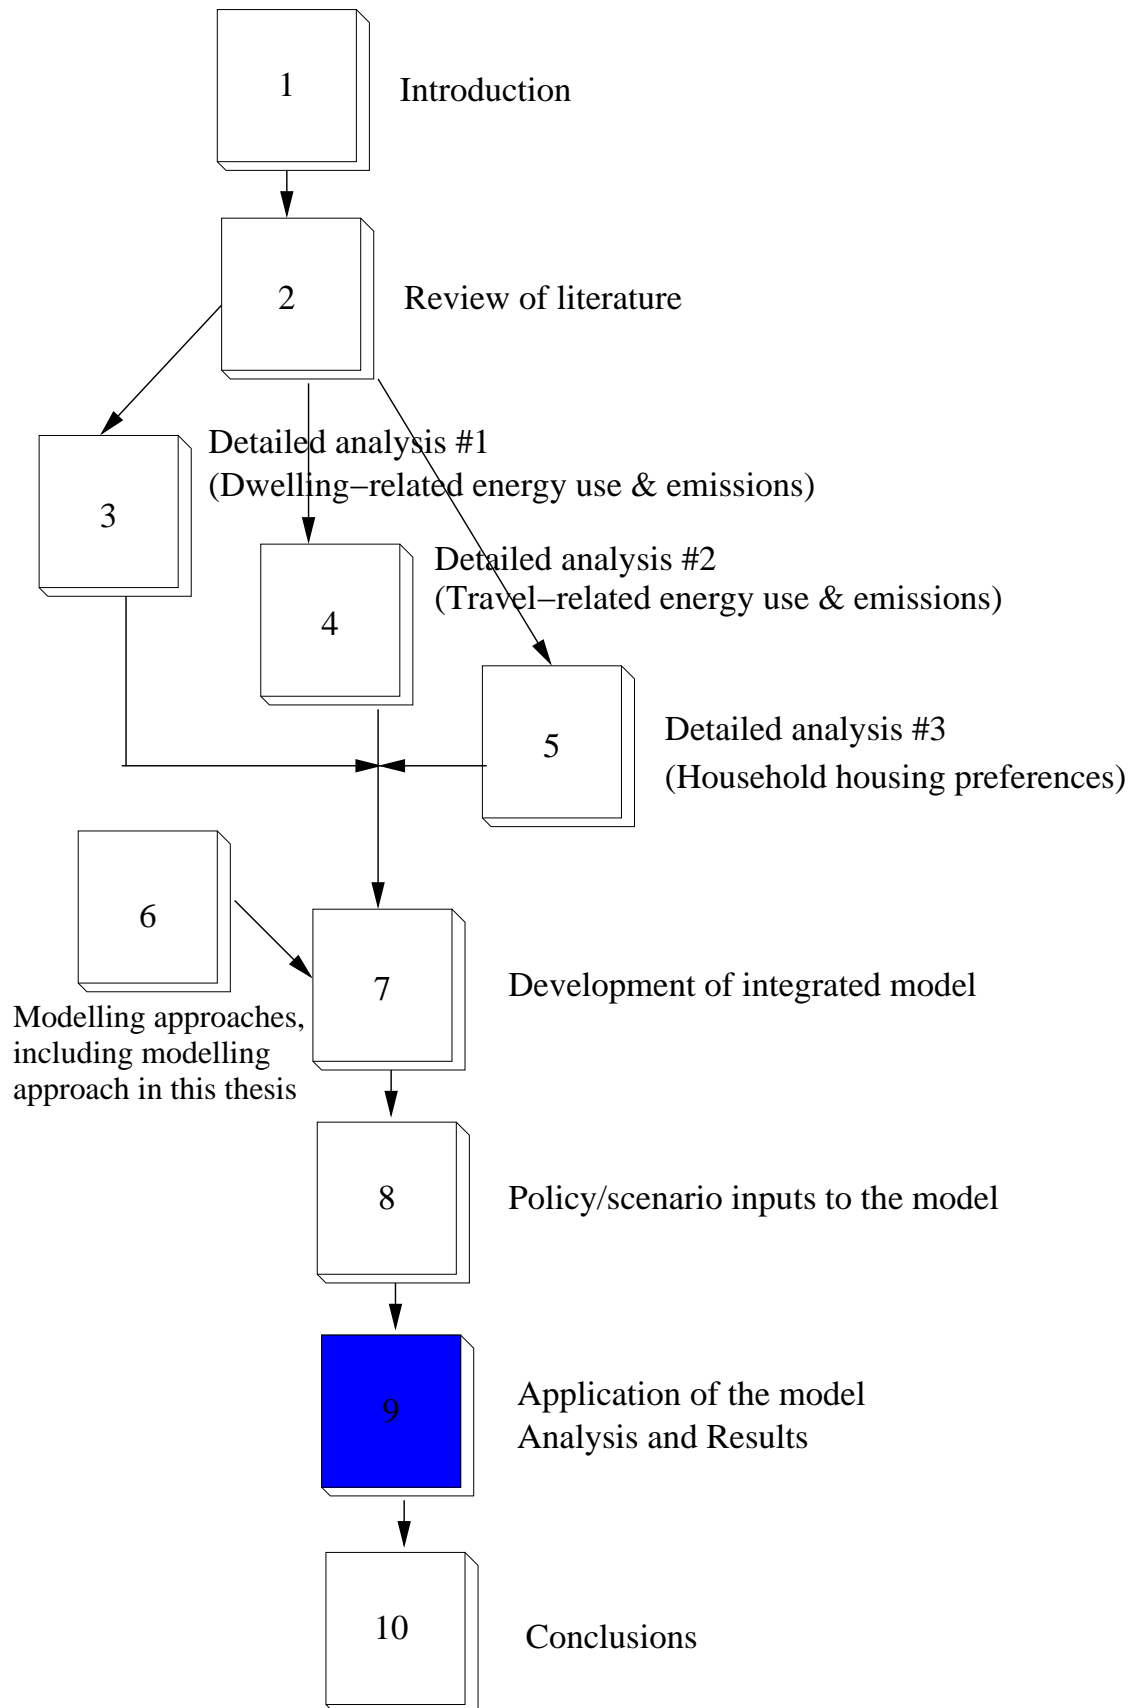 1
Introduction
2
Review of literature
Detailed analysis #1
(Dwelling−related energy use & emissions)
3
Detailed analysis #2
(Travel−related energy use & emissions)
4
Detailed analysis #3
(Household housing preferences)
5
6
Modelling approaches,
including modelling
approach in this thesis
7
Development of integrated model
8
Policy/scenario inputs to the model
9
Application of the model
Analysis and Results
10
Conclusions